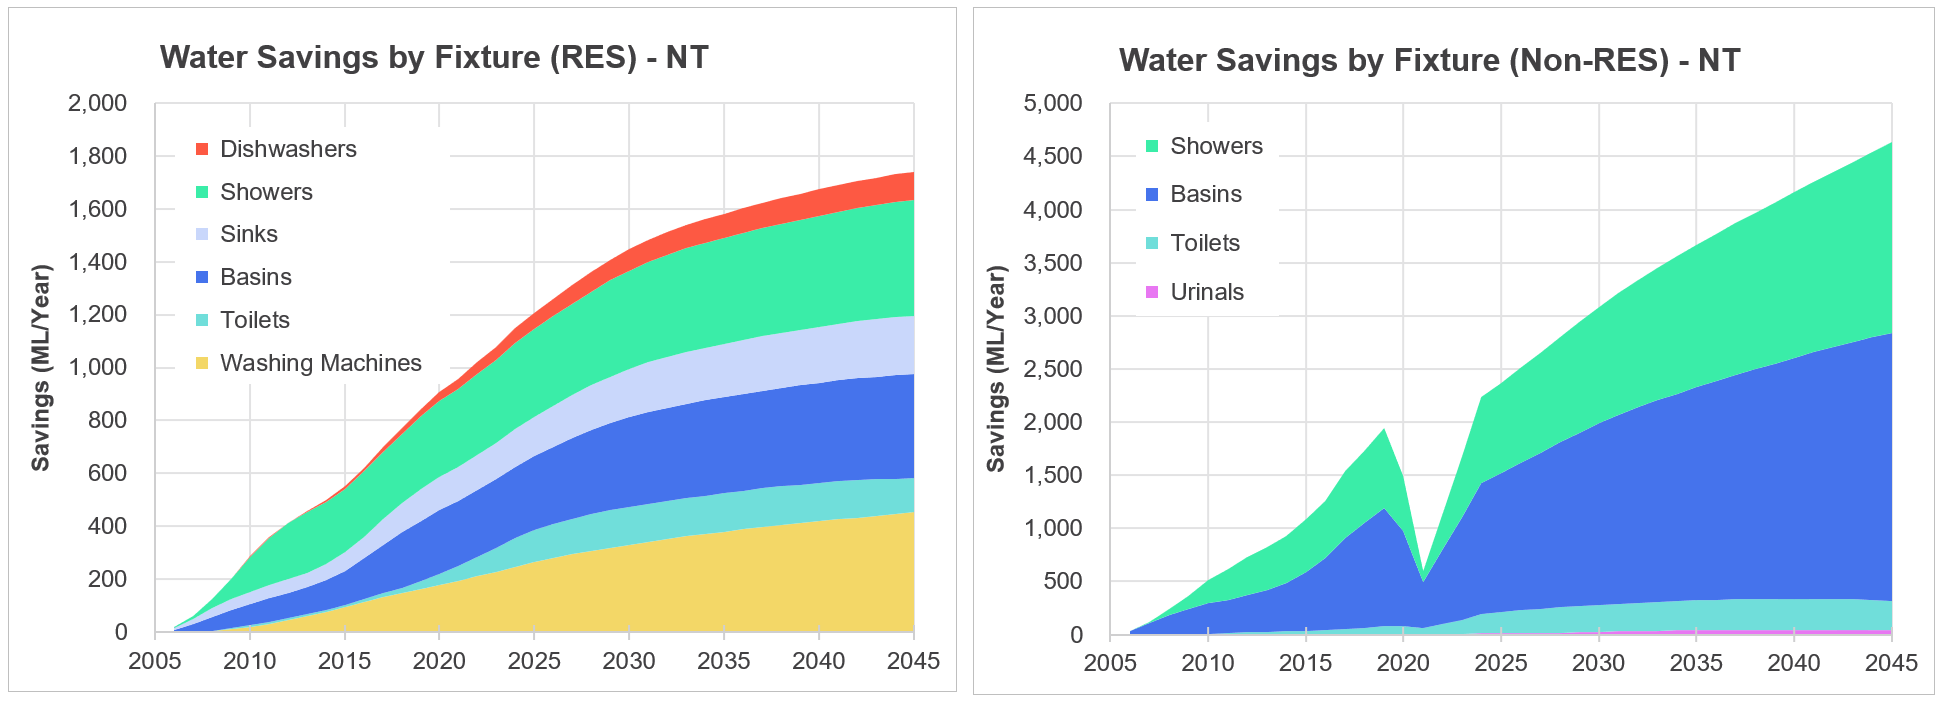 Water Savings by Fixture (RES) - NT
Savings (ML/Year)
2,000
1,800
1,600
1,400
1,200
1,000
800
600
400
200
0
Dishwashers
Showers
Sinks
Basins
Toilets
Washing Machines
2005 2010 2015 2020 2025 2030 2035 2040 2045
Water Savings by Fixture (Non-RES) - NT
Savings (ML/Year)
5,000
4,500
4,000
3,500
3,000
2,500
2,000
1,500
1,000
500
0
Showers
Basins
Toilets
Urinals
2005 2010 2015 2020 2025 2030 2035 2040 2045